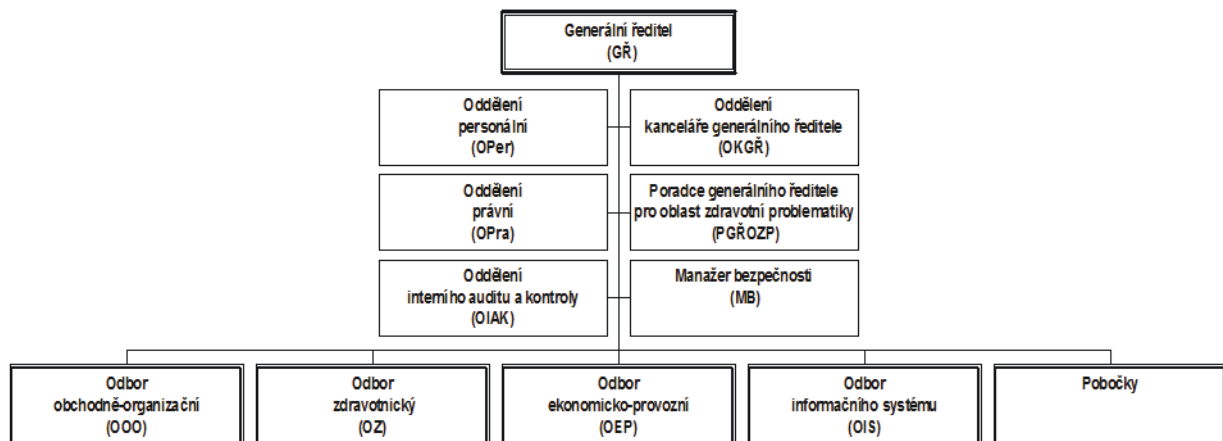 Generální ředitel
(GŘ)
Oddělení
personální
(OPer)
Oddělení
kanceláře generálního ředitele
(OKGŘ)
Oddělení
právní
(OPra)
Poradce generálního ředitele
pro oblast zdravotní problematiky
(PGŘOZP)
Oddělení
interního auditu a kontroly
(OIAK)
Manažer bezpečnosti
(MB)
Odbor
obchodně-organizační
(OOO)
Odbor
zdravotnický
(OZ)
Odbor
ekonomicko-provozní
(OEP)
Odbor
informačního systému
(OIS)
Pobočky